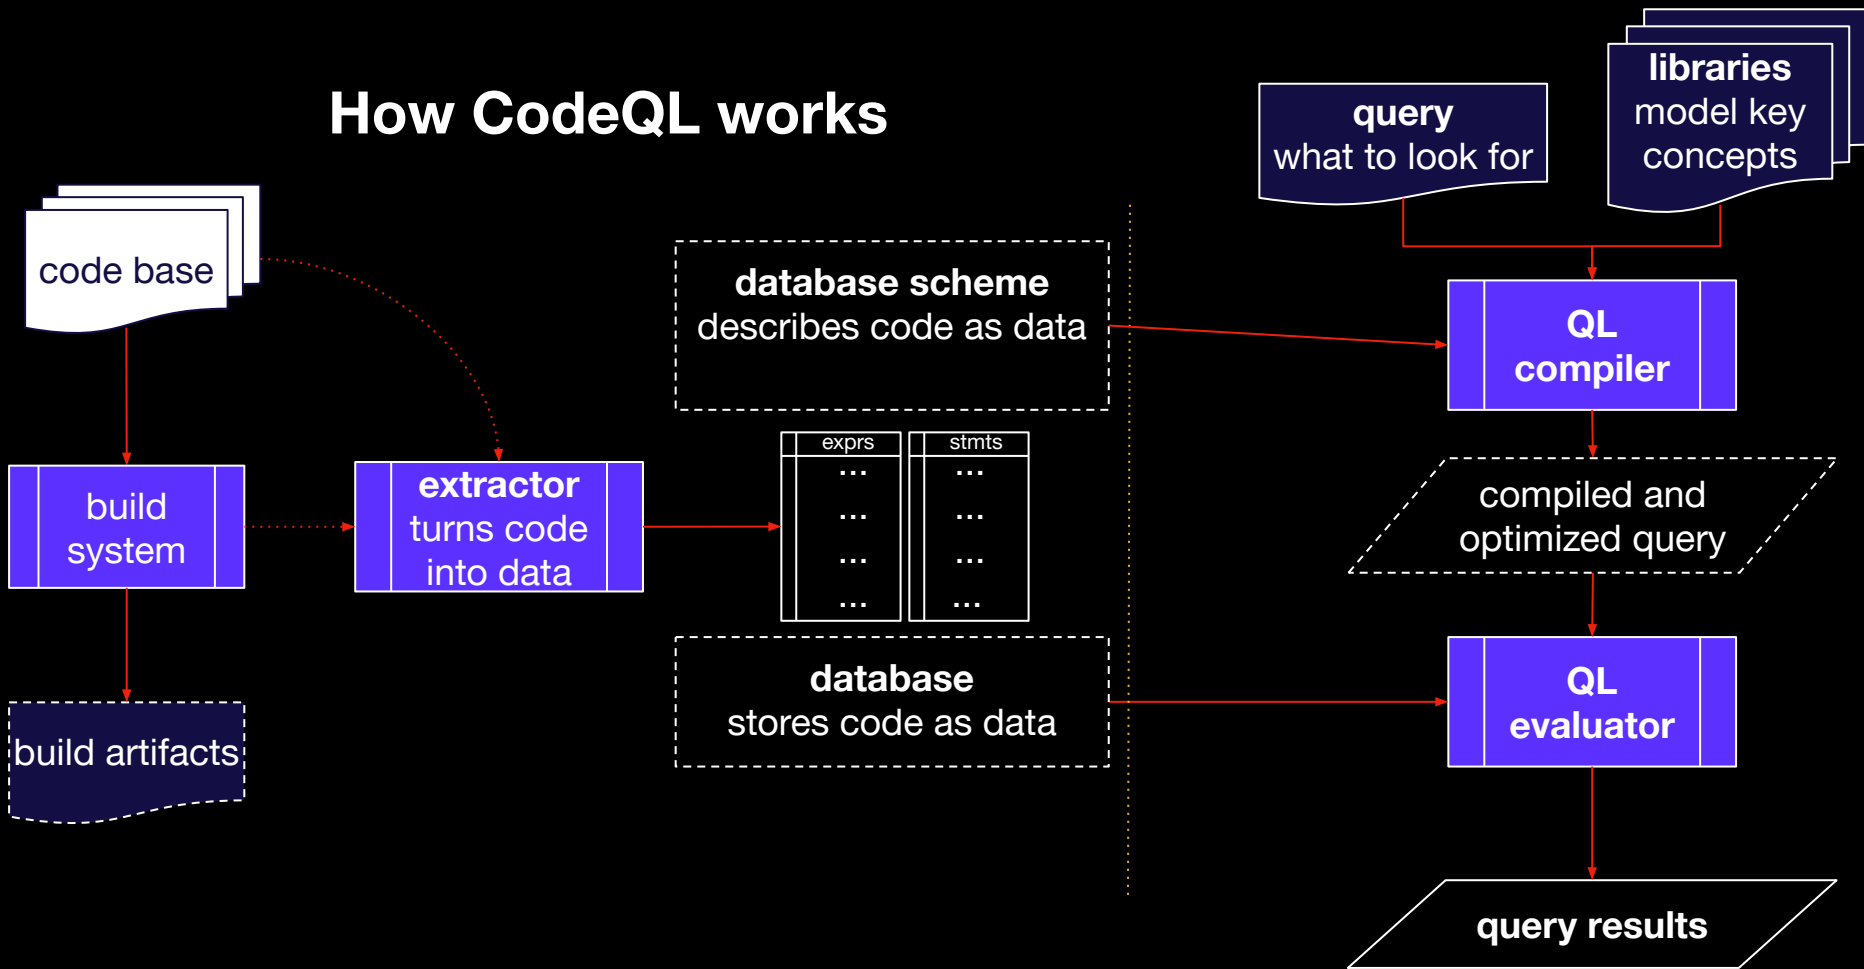 How CodeQL works
code base
build
system
build artifacts
extractor
turns code
into data
database scheme
describes code as data
exprs
...
...
...
...
stmts
...
...
...
...
database
stores code as data
query
what to look for
libraries
model key
concepts
QL
compiler
compiled and
optimized query
QL
evaluator
query results